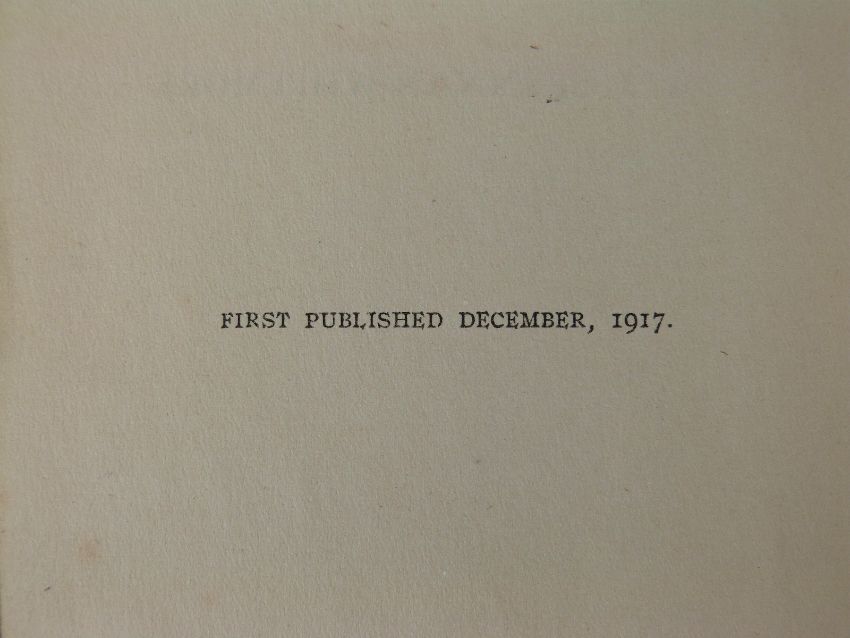 FIRST PUBLISHED DECEMBER, 1917.